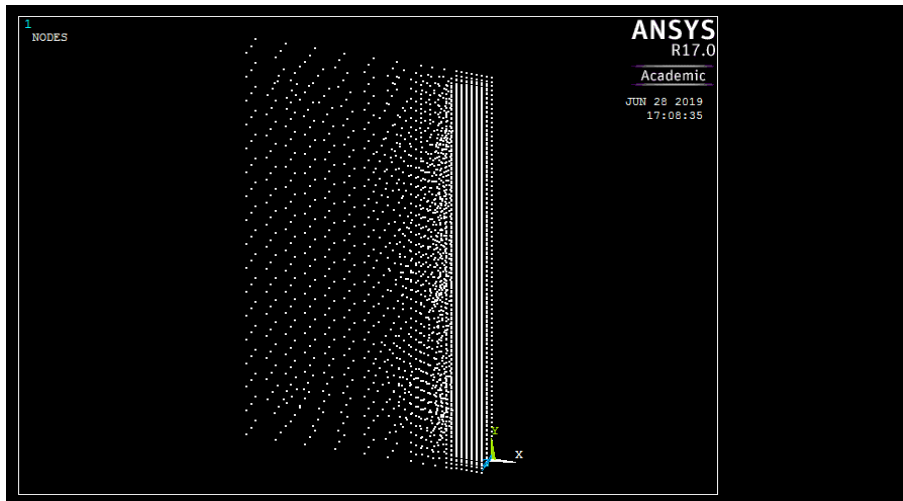 1
NODES
ANSYS
R17.0
Academic
JUN 28 2019
17:08:35
Y
X